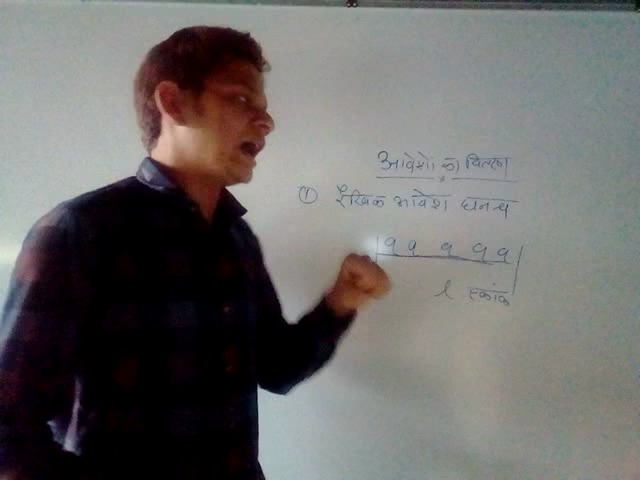 आवेशो का वितरण
① रैखिक आवेश घनत्व
q q q q q
l एकांक